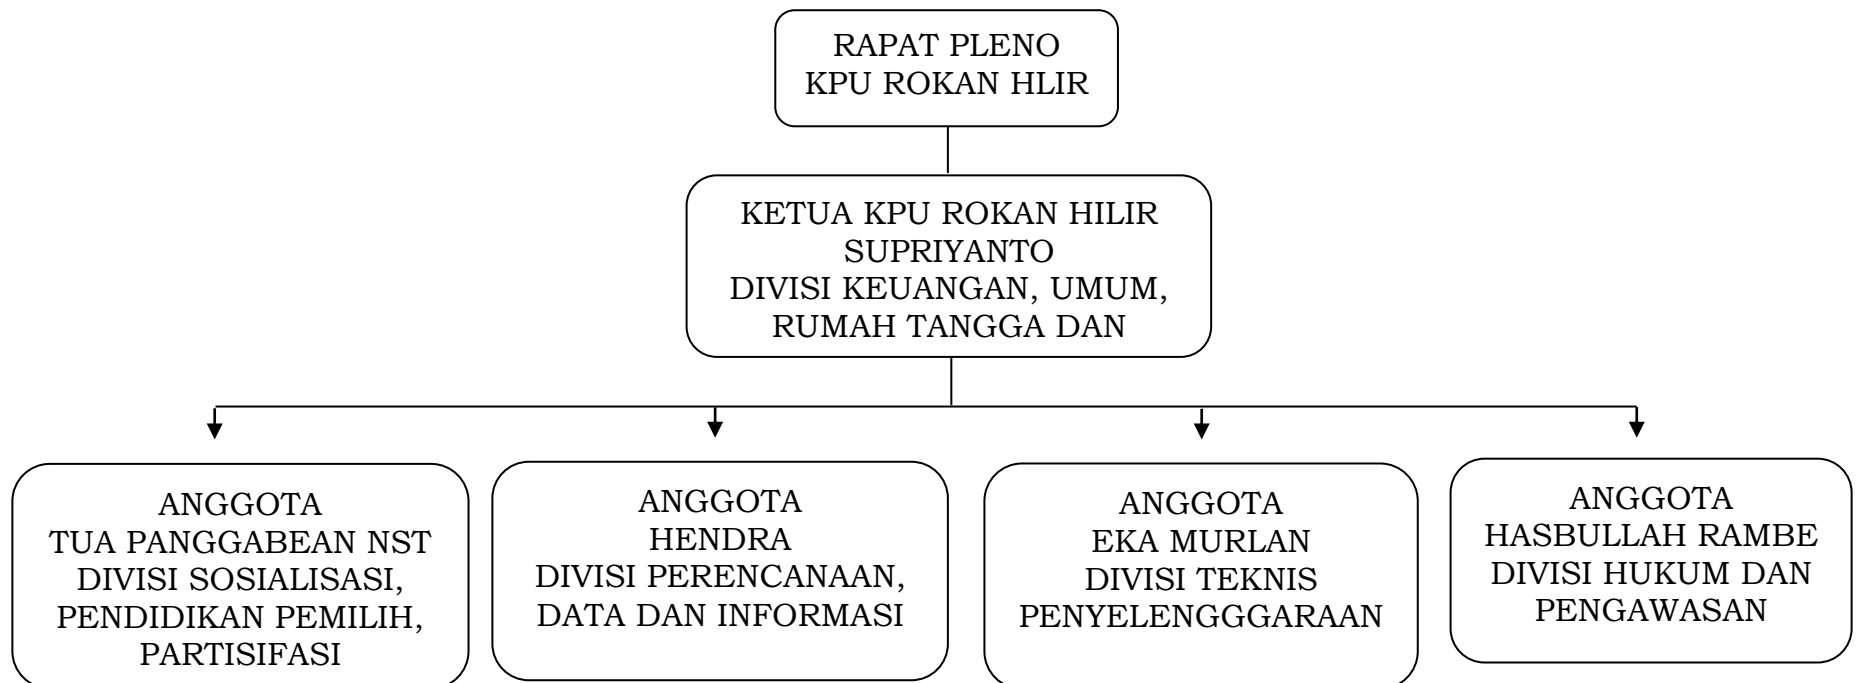 RAPAT PLENO
KPU ROKAN HLIR
KETUA KPU ROKAN HILIR
SUPRIYANTO
DIVISI KEUANGAN, UMUM,
RUMAH TANGGA DAN
ANGGOTA
TUA PANGGABEAN NST
DIVISI SOSIALISASI,
PENDIDIKAN PEMILIH,
PARTISIFASI
ANGGOTA
HENDRA
DIVISI PERENCANAAN,
DATA DAN INFORMASI
ANGGOTA
EKA MURLAN
DIVISI TEKNIS
PENYELENGGGARAAN
ANGGOTA
HASBULLAH RAMBE
DIVISI HUKUM DAN
PENGAWASAN